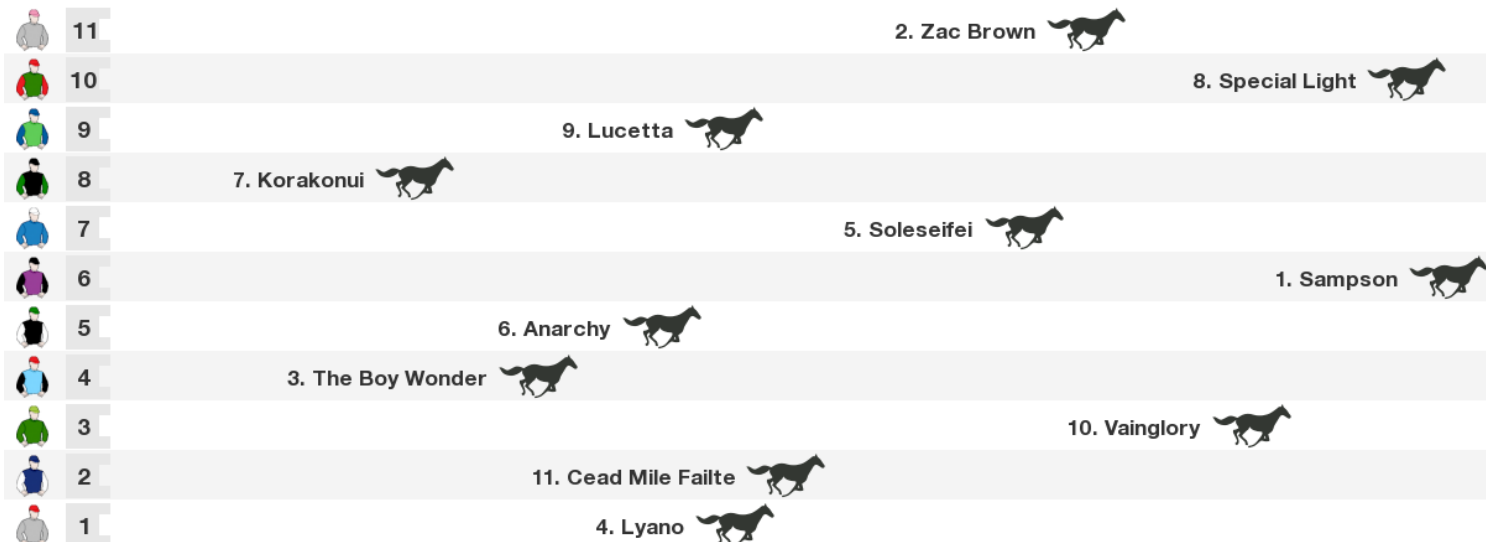 11 2. Zac Brown
10 8. Special Light
9 9. Lucetta
8 7. Korakonui
7 5. Soleseifei
6 1. Sampson
5 6. Anarchy
4 3. The Boy Wonder
3 10. Vainglory
2 11. Cead Mile Failte
1 4. Lyano